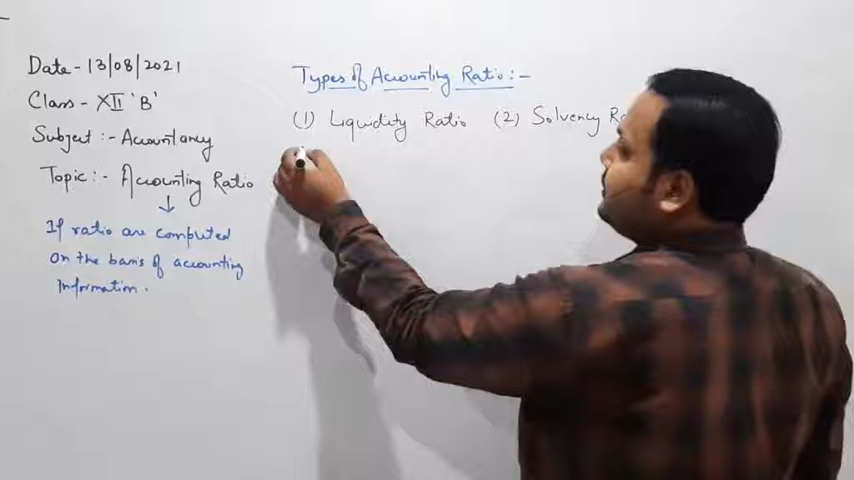 Date - 13/08/2021
Class - XII 'B'
Subject :- Accountancy
Topic :- Accounting Ratio
↓
If ratio are computed
on the basis of accounting
Information.
Types of Accounting Ratio :-
(1) Liquidity Ratio (2) Solvency Ra